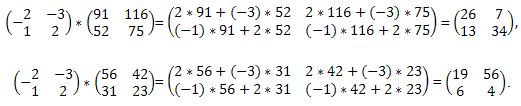 (−2 −3
1 2) * (91 116
52 75) = (2 * 91 + (−3) * 52 2 * 116 + (−3) * 75
(−1) * 91 + 2 * 52 (−1) * 116 + 2 * 75) = (26 7
13 34),
(−2 −3
1 2) * (56 42
31 23) = (2 * 56 + (−3) * 31 2 * 42 + (−3) * 23
(−1) * 56 + 2 * 31 (−1) * 42 + 2 * 23) = (19 56
6 4).